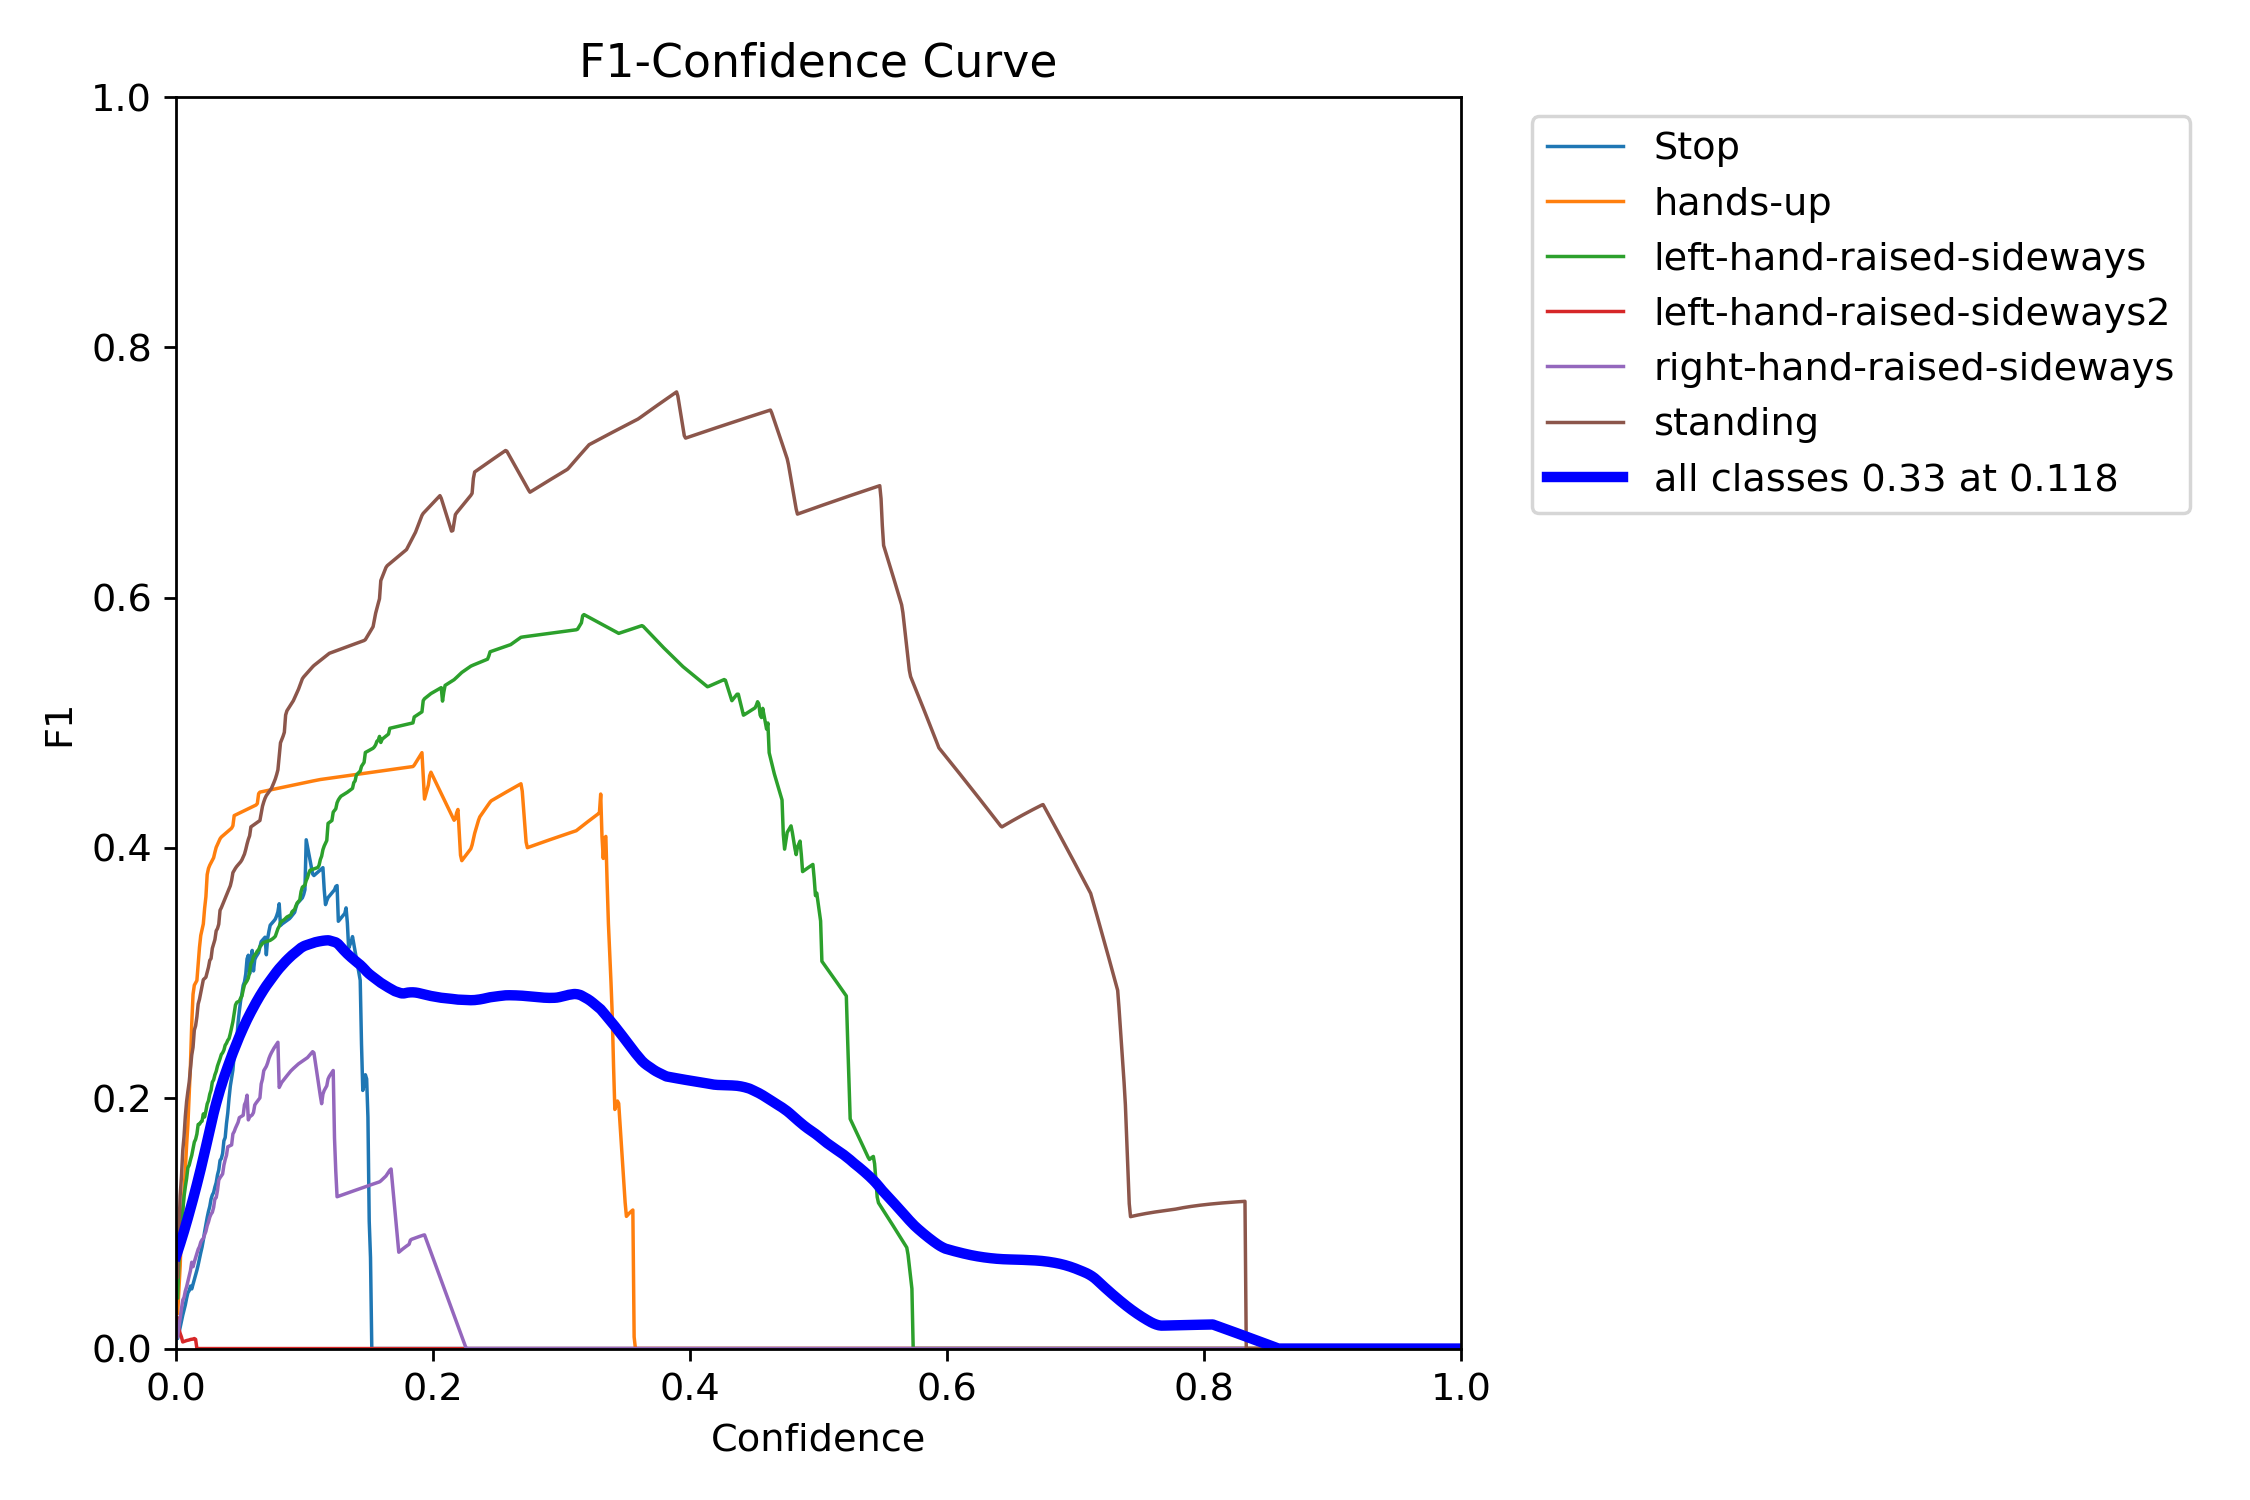 F1-Confidence Curve
1.0
0.8
0.6
0.4
0.2
0.0
F1
0.0 0.2 0.4 0.6 0.8 1.0
Confidence
Stop
hands-up
left-hand-raised-sideways
left-hand-raised-sideways2
right-hand-raised-sideways
standing
all classes 0.33 at 0.118